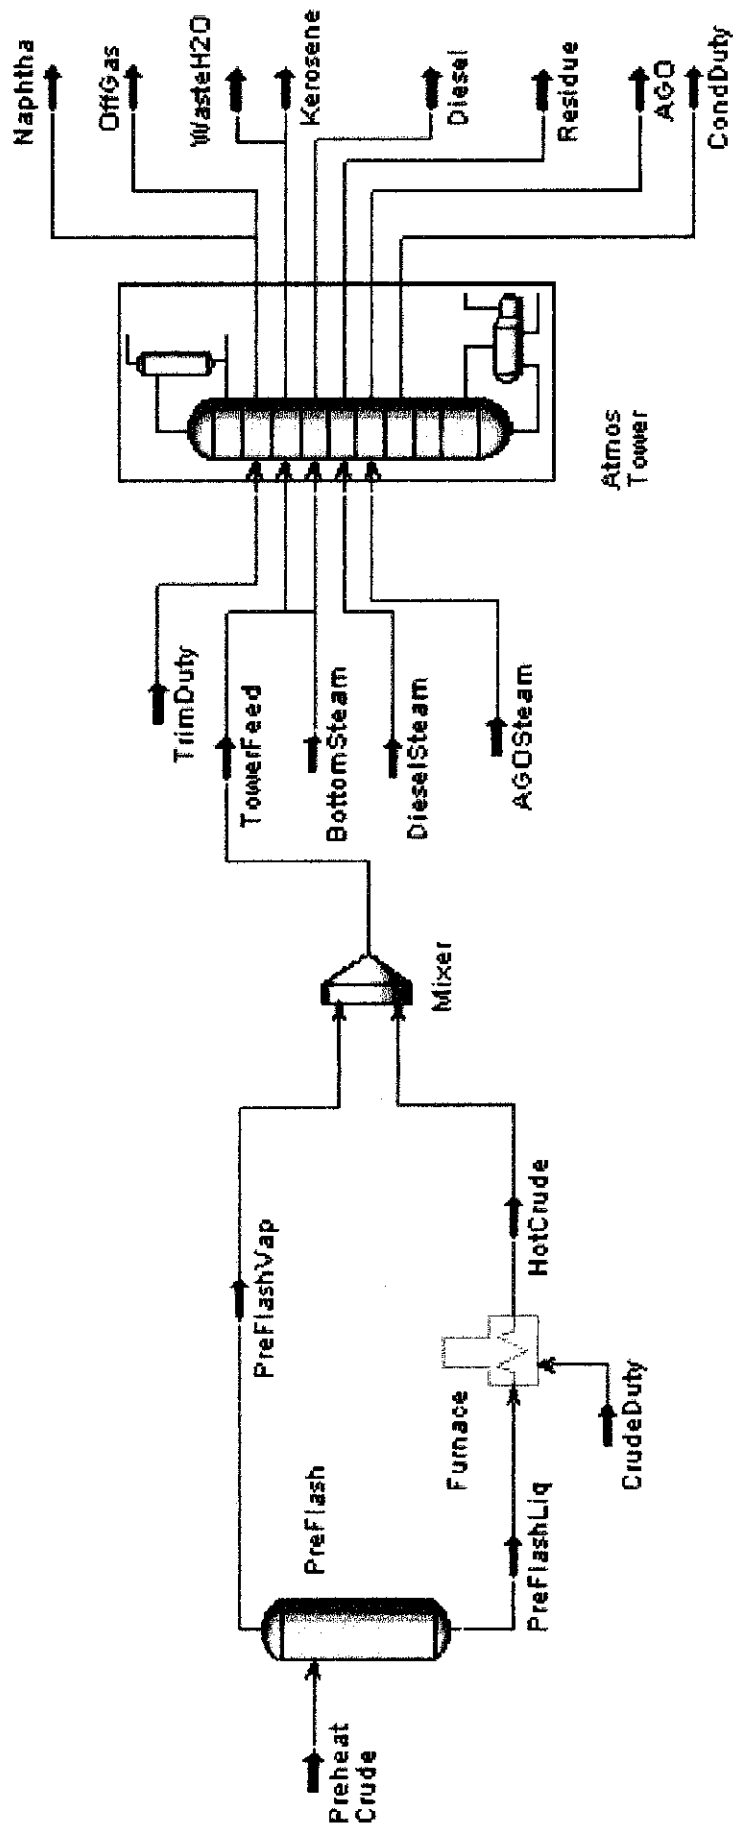 Preheat
Crude
PreFlash
PreFlashVap
PreFlashLiq
Furnace
CrudeDuty
HotCrude
Mixer
TrimDuty
TowerFeed
BottomSteam
DieselSteam
AGOSteam
Atmos
Tower
Naphtha
OffGas
WasteH2O
Kerosene
Diesel
Residue
AGO
CondDuty